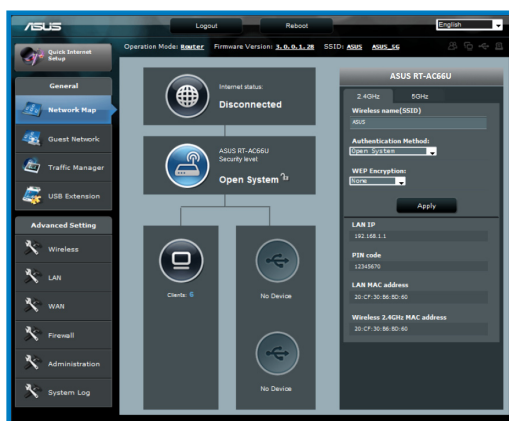 ASUS
Logout
Reboot
English
Quick Internet
Setup
Operation Mode: Router Firmware Version: 3.0.0.1.28 SSID: ASUS ASUS_5G
General
Network Map
Guest Network
Traffic Manager
USB Extension
Advanced Setting
Wireless
LAN
WAN
Firewall
Administration
System Log
Internet status:
Disconnected
ASUS RT-AC66U
Security level
Open System
Clients: 6
No Device
No Device
ASUS RT-AC66U
2.4GHz
5GHz
Wireless name(SSID)
ASUS
Authentication Method:
Open System
WEP Encryption:
None
Apply
LAN IP
192.168.1.1
PIN code
12345670
LAN MAC address
20:CF:30:B6:BD:60
Wireless 2.4GHz MAC address
20:CF:30:B6:BD:60